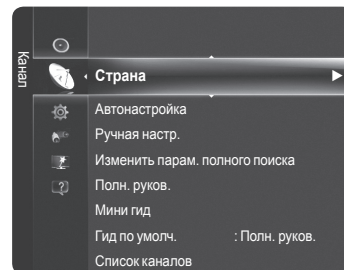 Канал
Страна
Автонастройка
Ручная настр.
Изменить парам. полного поиска
Полн. руков.
Мини гид
Гид по умолч. : Полн. руков.
Список каналов